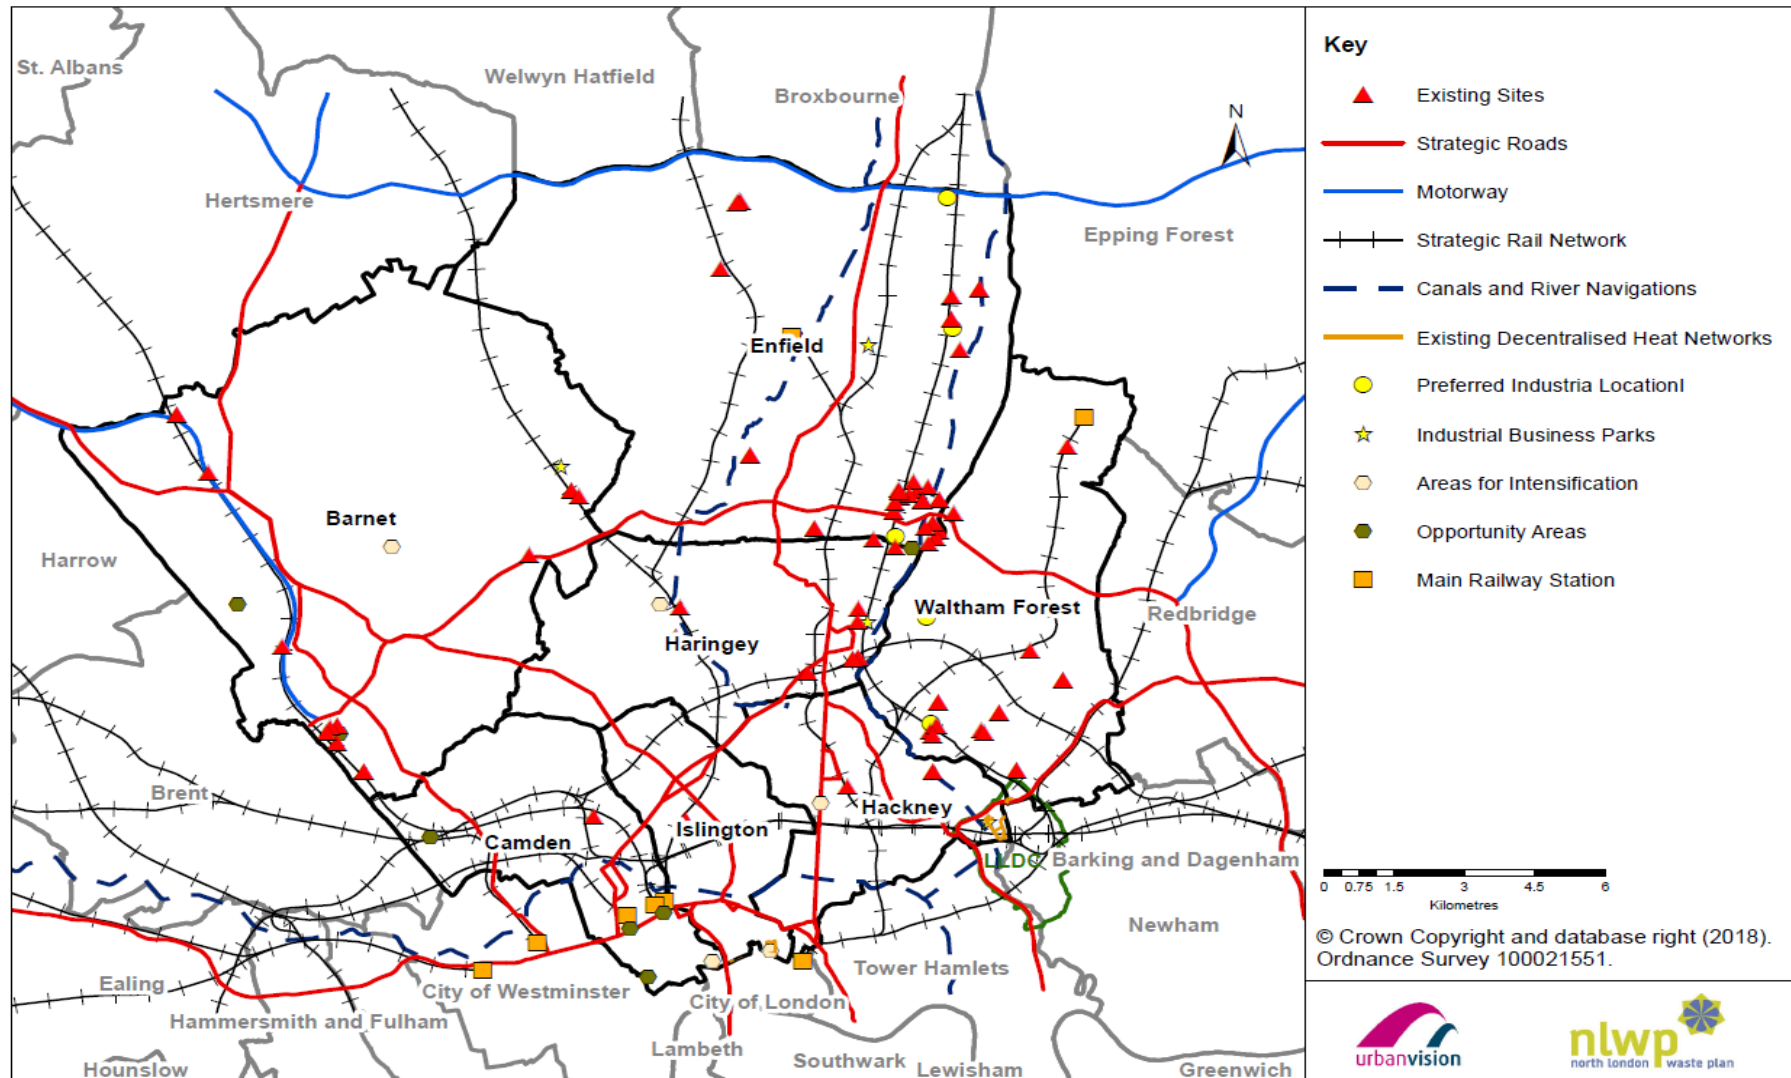 St. Albans
Welwyn Hatfield
Broxbourne
N
Hertsmere
Epping Forest
Enfield
Barnet
Harrow
Waltham Forest
Redbridge
Haringey
Brent
Hackney
Islington
Camden
LLDC
Barking and Dagenham
Newham
Tower Hamlets
Ealing
City of Westminster
City of London
Hammersmith and Fulham
Lambeth
Southwark
Hounslow
Lewisham
Greenwich
Key
Existing Sites
Strategic Roads
Motorway
Strategic Rail Network
Canals and River Navigations
Existing Decentralised Heat Networks
Preferred Industria Locationl
Industrial Business Parks
Areas for Intensification
Opportunity Areas
Main Railway Station
0 0.75 1.5 3 4.5 6
Kilometres
© Crown Copyright and database right (2018).
Ordnance Survey 100021551.
urbanvision
nlwp
north london waste plan